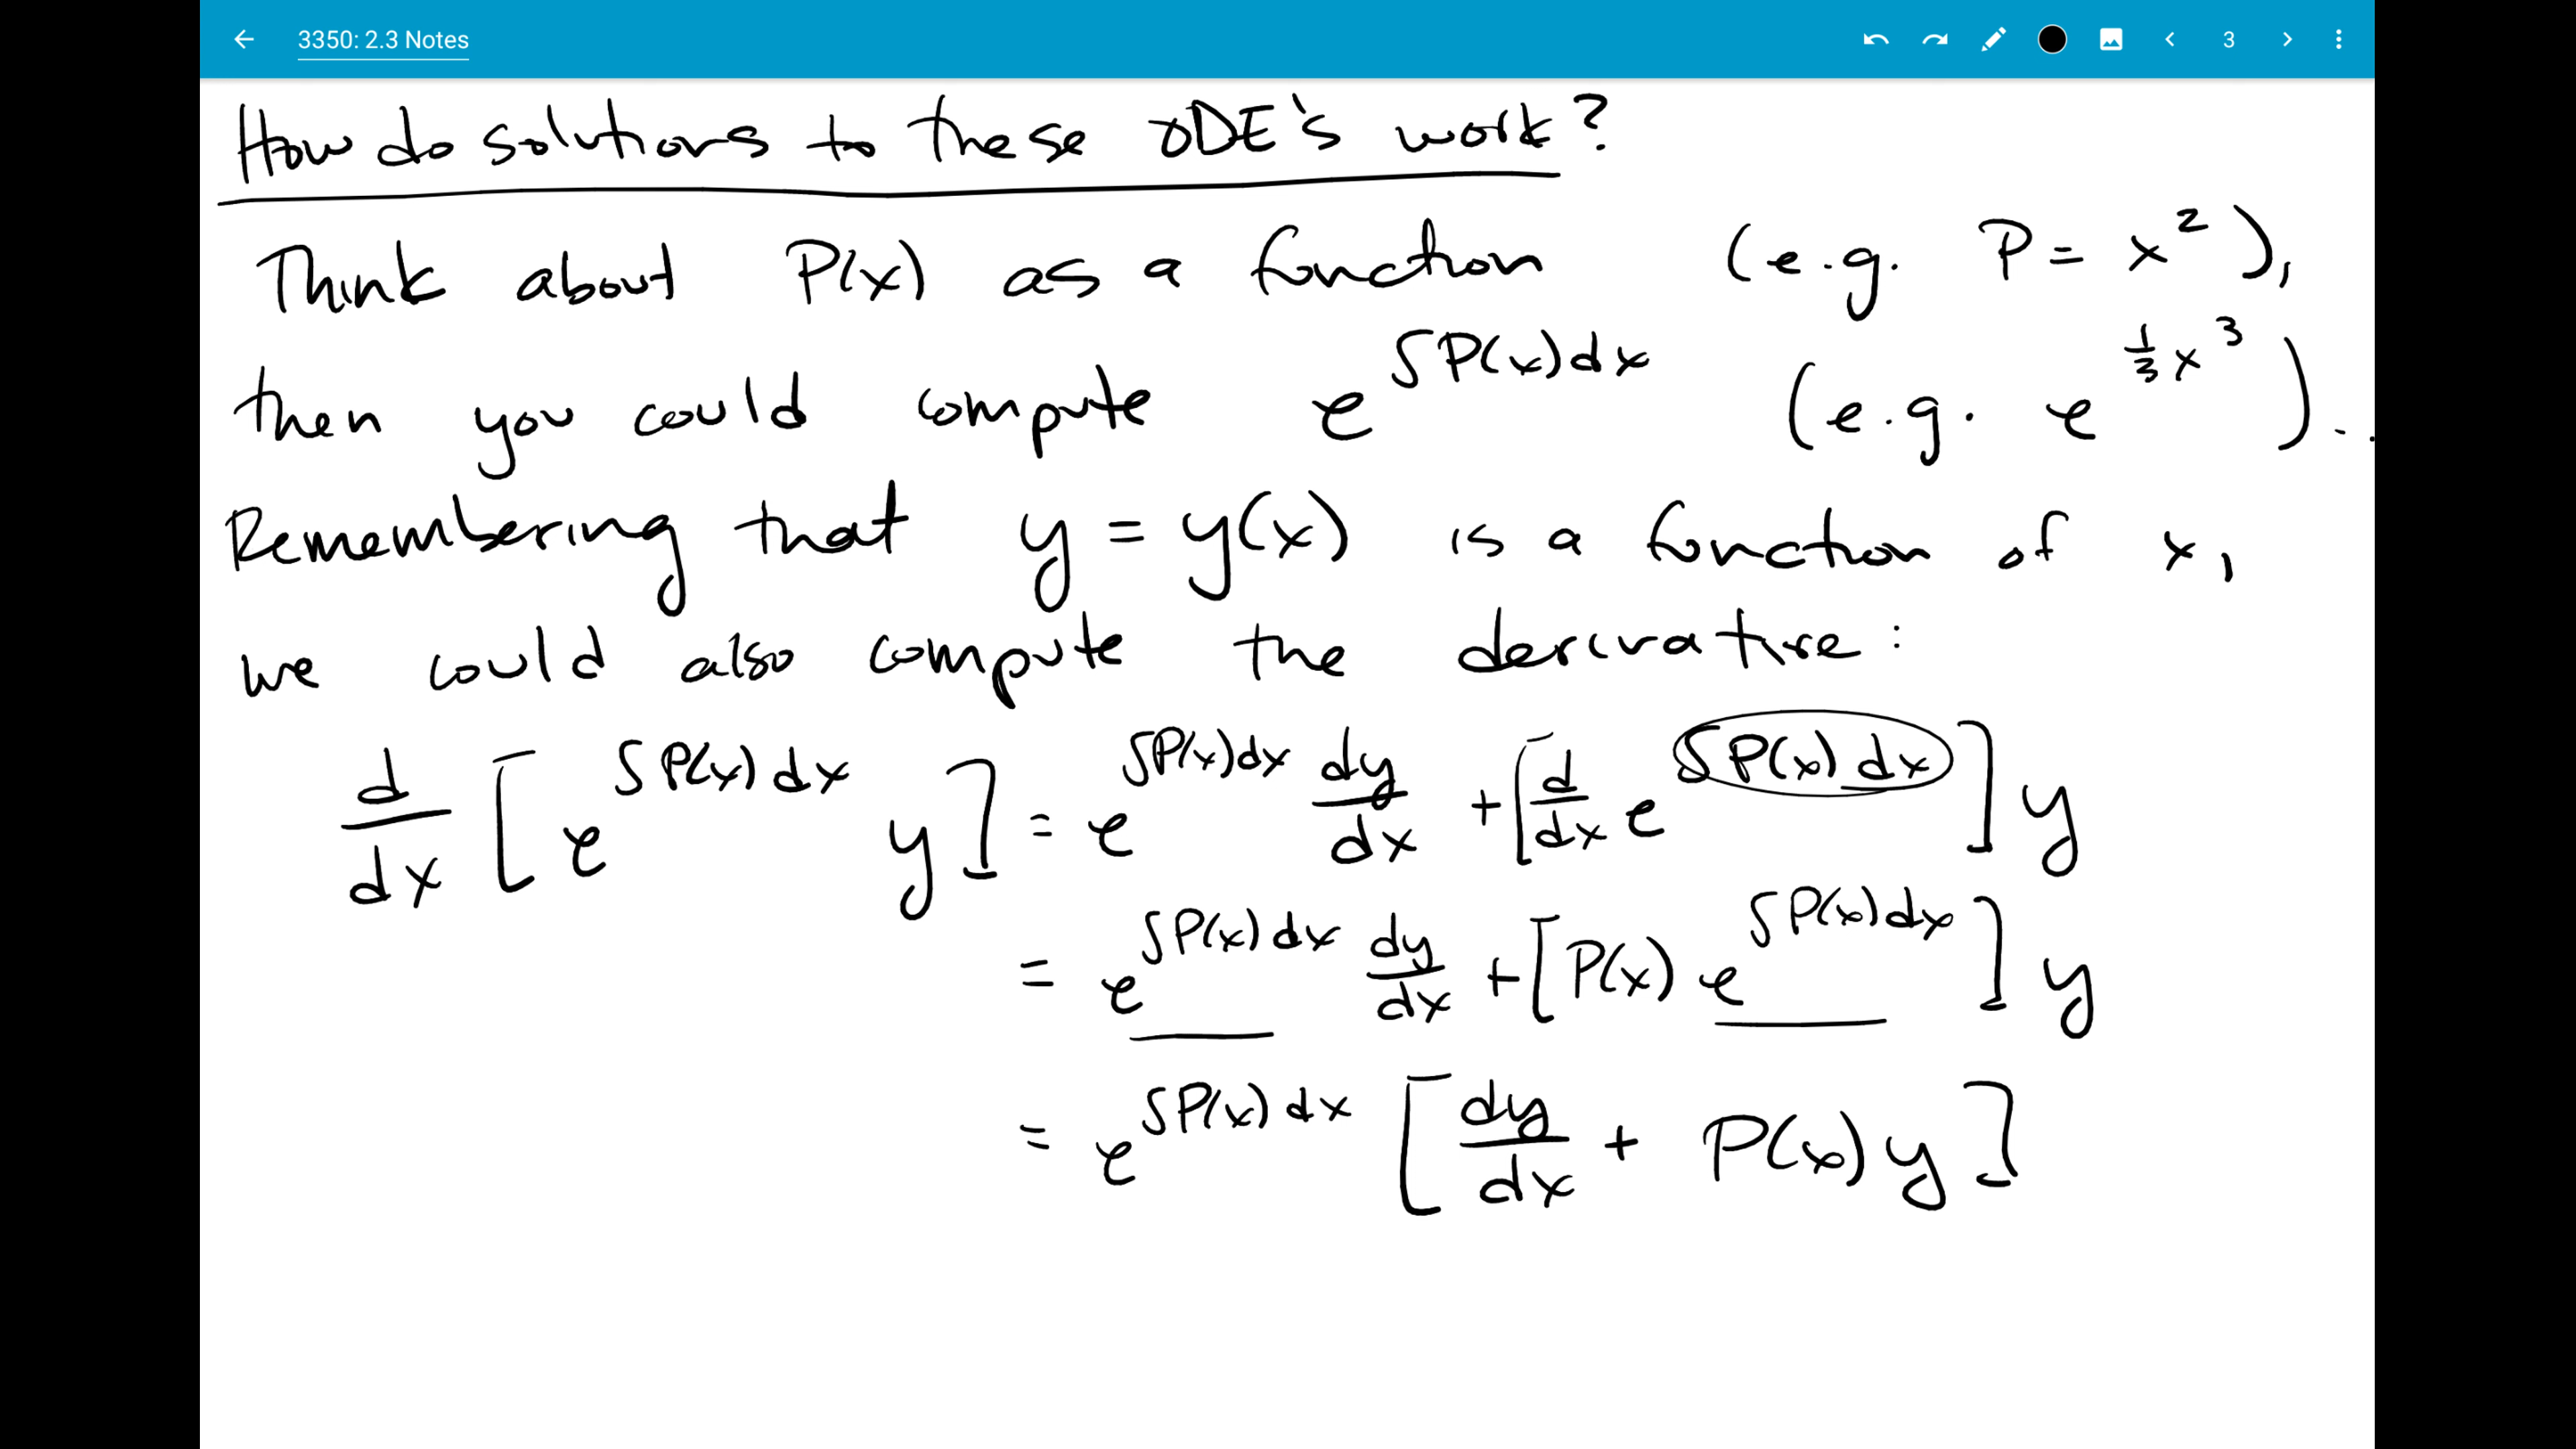 3350: 2.3 Notes
3
How do solutions to these ODE's work?
Think about P(x) as a function (e.g. P = x²),
then you could compute e^{∫P(x)dx} (e.g. e^{⅓x³})...
Remembering that y = y(x) is a function of x,
we could also compute the derivative:
d/dx [e^{∫P(x)dx} y] = e^{∫P(x)dx} dy/dx + [d/dx e^{∫P(x)dx}] y
= e^{∫P(x)dx} dy/dx + [P(x) e^{∫P(x)dx}] y
= e^{∫P(x)dx} [dy/dx + P(x)y]